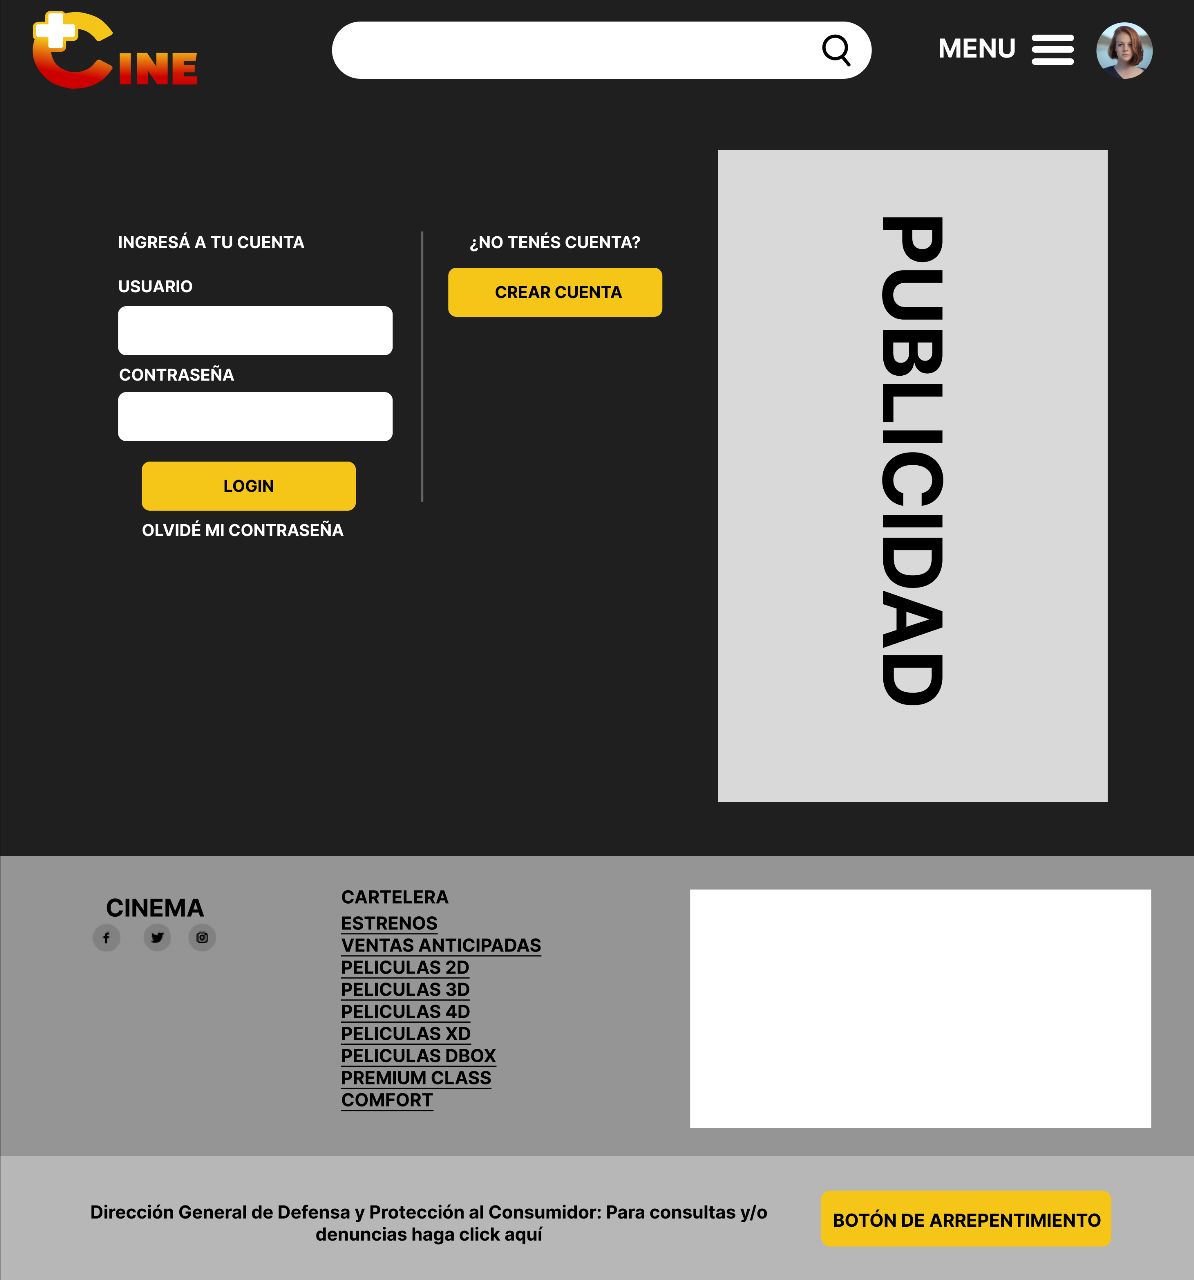 CINE
MENU
INGRESÁ A TU CUENTA
USUARIO
CONTRASEÑA
LOGIN
OLVIDÉ MI CONTRASEÑA
¿NO TENÉS CUENTA?
CREAR CUENTA
PUBLICIDAD
CINEMA
CARTELERA
ESTRENOS
VENTAS ANTICIPADAS
PELICULAS 2D
PELICULAS 3D
PELICULAS 4D
PELICULAS XD
PELICULAS DBOX
PREMIUM CLASS
COMFORT
Dirección General de Defensa y Protección al Consumidor: Para consultas y/o
denuncias haga click aquí
BOTÓN DE ARREPENTIMIENTO